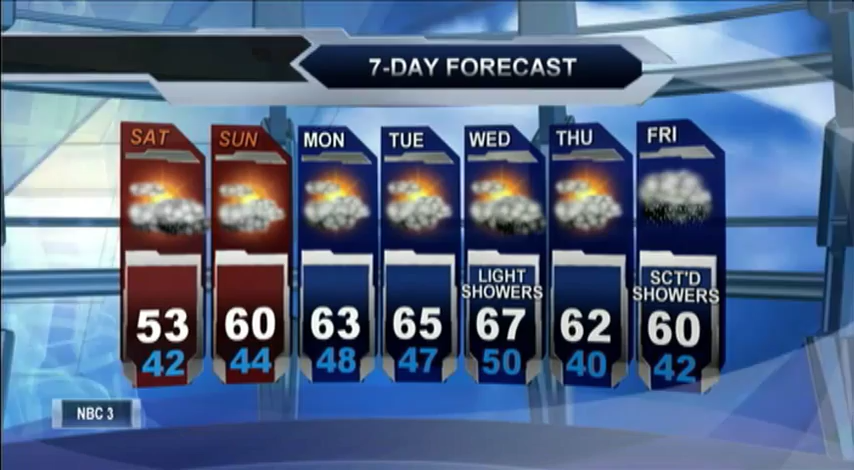 7-DAY FORECAST
SAT SUN MON TUE WED THU FRI
LIGHT SHOWERS
SCT'D SHOWERS
53 60 63 65 67 62 60
42 44 48 47 50 40 42
NBC 3